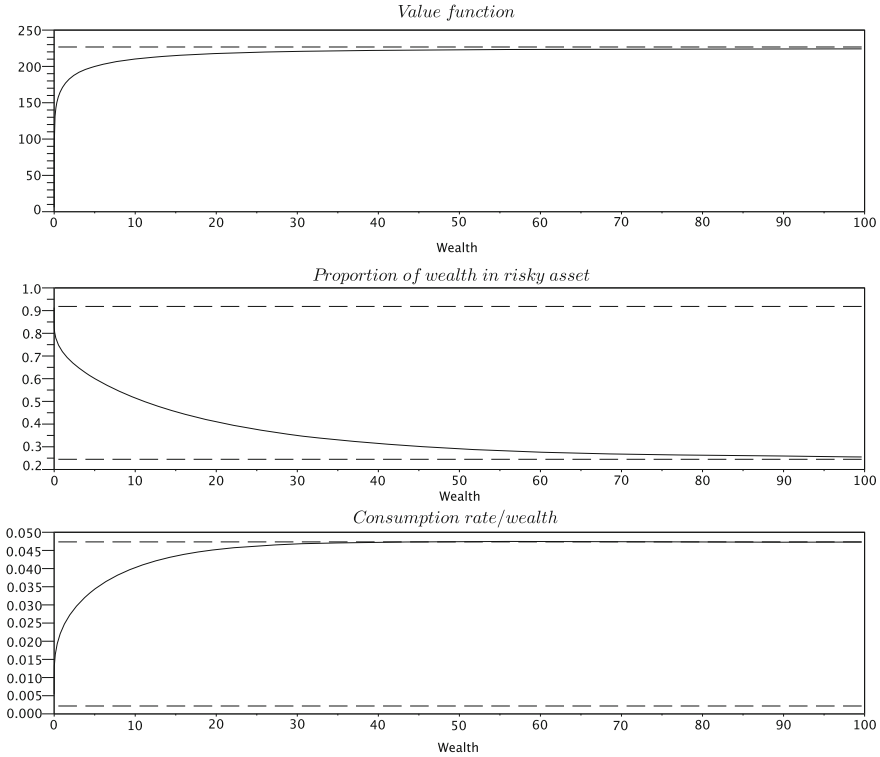 Value function
250
200
150
100
50
0
0 10 20 30 40 50 60 70 80 90 100
Wealth
Proportion of wealth in risky asset
1.0
0.9
0.8
0.7
0.6
0.5
0.4
0.3
0.2
0 10 20 30 40 50 60 70 80 90 100
Wealth
Consumption rate/wealth
0.050
0.045
0.040
0.035
0.030
0.025
0.020
0.015
0.010
0.005
0.000
0 10 20 30 40 50 60 70 80 90 100
Wealth